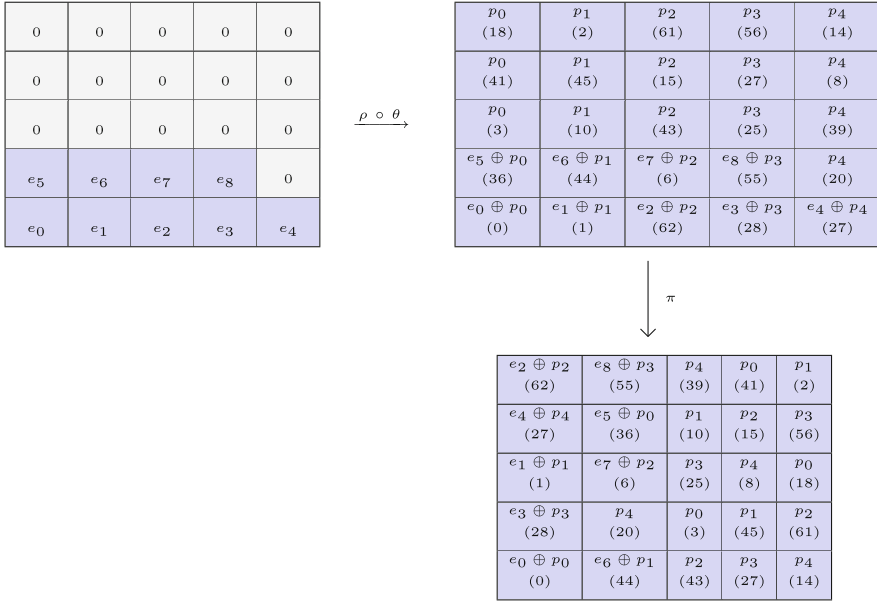 0 0 0 0 0
0 0 0 0 0
0 0 0 0 0
e₅ e₆ e₇ e₈ 0
e₀ e₁ e₂ e₃ e₄
ρ ∘ θ
p₀ p₁ p₂ p₃ p₄
(18) (2) (61) (56) (14)
p₀ p₁ p₂ p₃ p₄
(41) (45) (15) (27) (8)
p₀ p₁ p₂ p₃ p₄
(3) (10) (43) (25) (39)
e₅ ⊕ p₀ e₆ ⊕ p₁ e₇ ⊕ p₂ e₈ ⊕ p₃ p₄
(36) (44) (6) (55) (20)
e₀ ⊕ p₀ e₁ ⊕ p₁ e₂ ⊕ p₂ e₃ ⊕ p₃ e₄ ⊕ p₄
(0) (1) (62) (28) (27)
π
e₂ ⊕ p₂ e₈ ⊕ p₃ p₄ p₀ p₁
(62) (55) (39) (41) (2)
e₄ ⊕ p₄ e₅ ⊕ p₀ p₁ p₂ p₃
(27) (36) (10) (15) (56)
e₁ ⊕ p₁ e₇ ⊕ p₂ p₃ p₄ p₀
(1) (6) (25) (8) (18)
e₃ ⊕ p₃ p₄ p₀ p₁ p₂
(28) (20) (3) (45) (61)
e₀ ⊕ p₀ e₆ ⊕ p₁ p₂ p₃ p₄
(0) (44) (43) (27) (14)